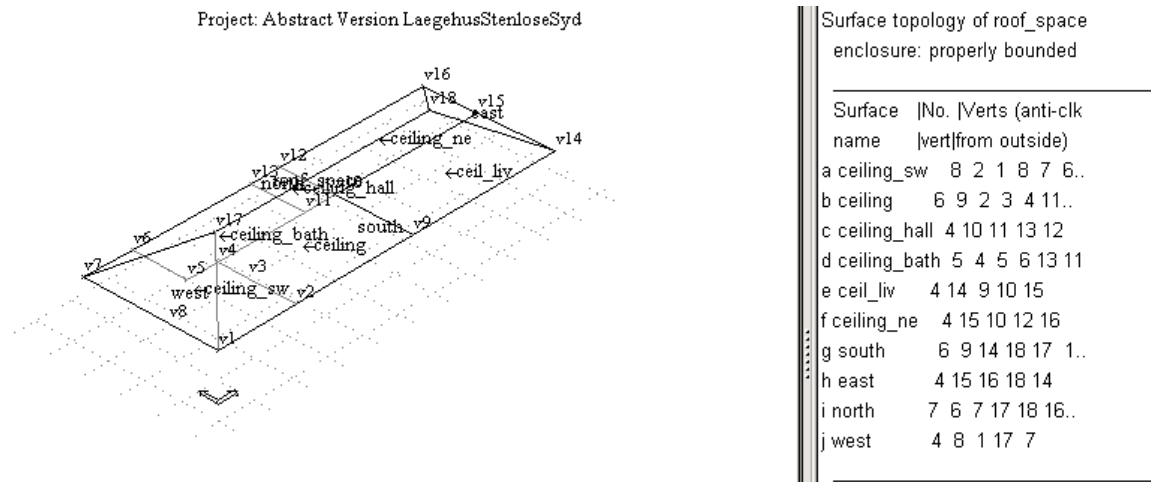 Project: Abstract Version LaegehusStenloseSyd
v16
v18
v15
east
v14
←ceiling_ne
v12
v13
north
roof_space
←ceiling_hall
←ceil_liv
v11
v17
←ceiling_bath
south
v9
v6
v4
←ceiling
v7
v5
v3
west
←ceiling_sw
v2
v8
v1
Surface topology of roof_space
enclosure: properly bounded
Surface |No. |Verts (anti-clk
name |vert|from outside)
a ceiling_sw 8 2 1 8 7 6..
b ceiling 6 9 2 3 4 11..
c ceiling_hall 4 10 11 13 12
d ceiling_bath 5 4 5 6 13 11
e ceil_liv 4 14 9 10 15
f ceiling_ne 4 15 10 12 16
g south 6 9 14 18 17 1..
h east 4 15 16 18 14
i north 7 6 7 17 18 16..
j west 4 8 1 17 7